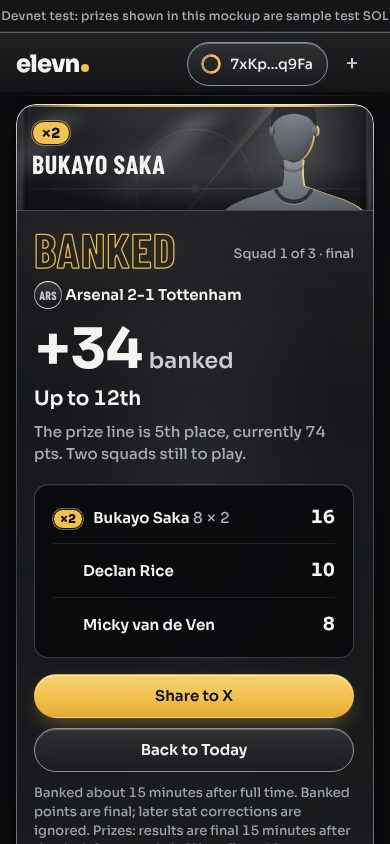 Devnet test: prizes shown in this mockup are sample test SOL
elevn.
7xKp...q9Fa
+
×2
BUKAYO SAKA
BANKED
Squad 1 of 3 · final
ARS
Arsenal 2-1 Tottenham
+34 banked
Up to 12th
The prize line is 5th place, currently 74
pts. Two squads still to play.
×2 Bukayo Saka 8 × 2 16
Declan Rice 10
Micky van de Ven 8
Share to X
Back to Today
Banked about 15 minutes after full time. Banked
points are final; later stat corrections are
ignored. Prizes: results are final 15 minutes after